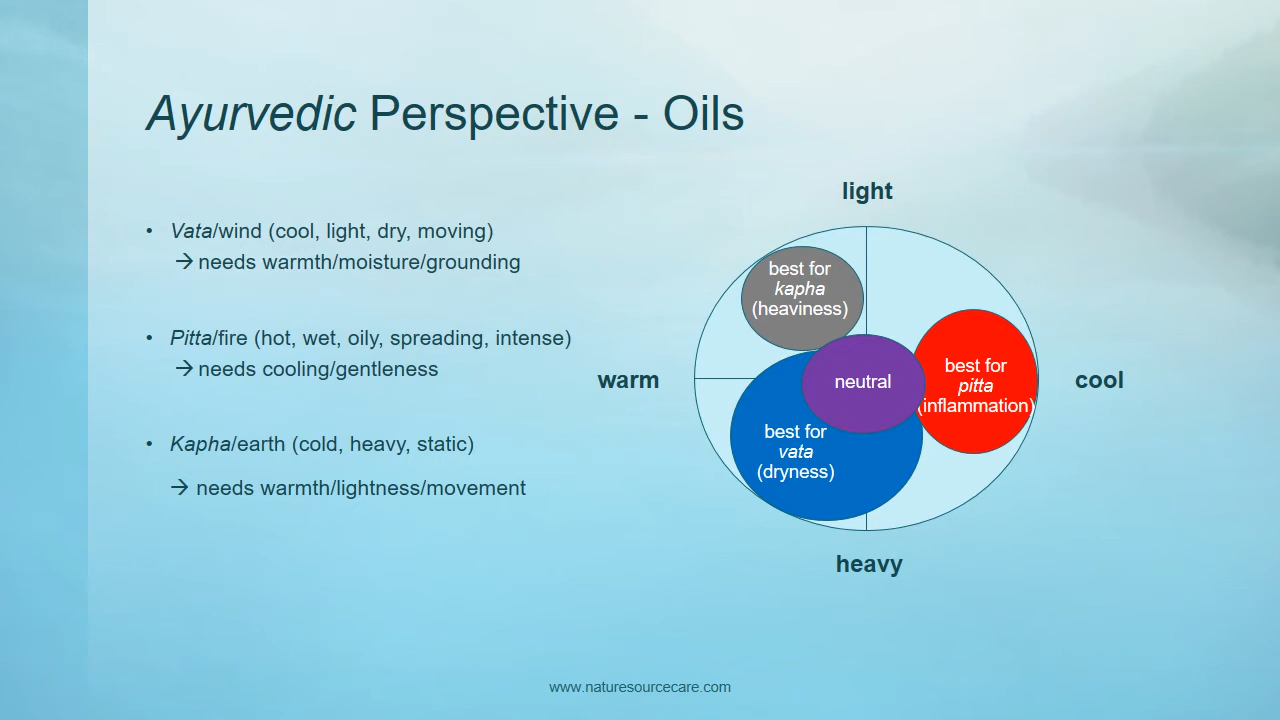 Ayurvedic Perspective - Oils
• Vata/wind (cool, light, dry, moving)
→ needs warmth/moisture/grounding
• Pitta/fire (hot, wet, oily, spreading, intense)
→ needs cooling/gentleness
• Kapha/earth (cold, heavy, static)
→ needs warmth/lightness/movement
light
best for
kapha
(heaviness)
warm
neutral
best for
pitta
(inflammation)
cool
best for
vata
(dryness)
heavy
www.naturesourcecare.com